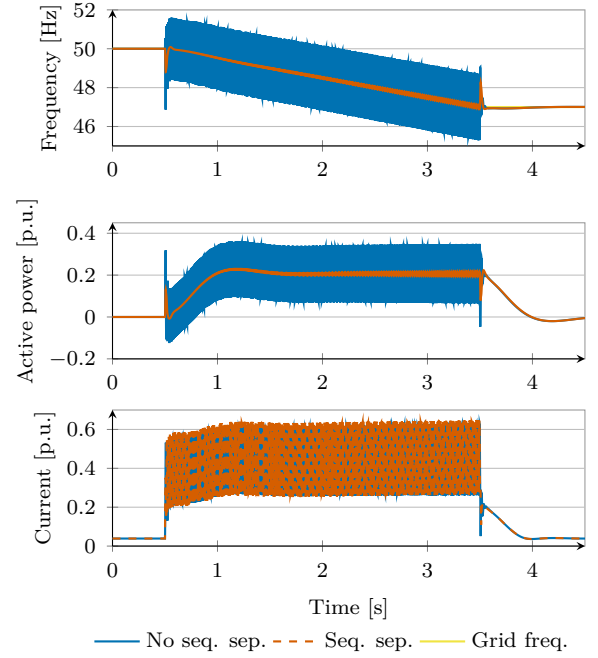 Frequency [Hz]
52
50
48
46
0 1 2 3 4
Active power [p.u.]
0.4
0.2
0
−0.2
0 1 2 3 4
Current [p.u.]
0.6
0.4
0.2
0
0 1 2 3 4
Time [s]
No seq. sep. Seq. sep. Grid freq.